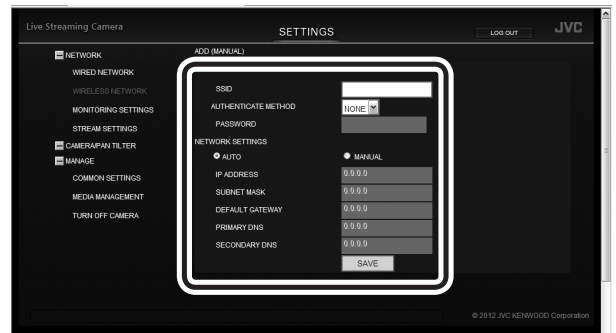 Live Streaming Camera
SETTINGS
LOG OUT
JVC
NETWORK
WIRED NETWORK
WIRELESS NETWORK
MONITORING SETTINGS
STREAM SETTINGS
CAMERA/PAN TILTER
MANAGE
COMMON SETTINGS
MEDIA MANAGEMENT
TURN OFF CAMERA
ADD (MANUAL)
SSID
AUTHENTICATE METHOD NONE
PASSWORD
NETWORK SETTINGS
AUTO MANUAL
IP ADDRESS 0.0.0.0
SUBNET MASK 0.0.0.0
DEFAULT GATEWAY 0.0.0.0
PRIMARY DNS 0.0.0.0
SECONDARY DNS 0.0.0.0
SAVE
© 2012 JVC KENWOOD Corporation